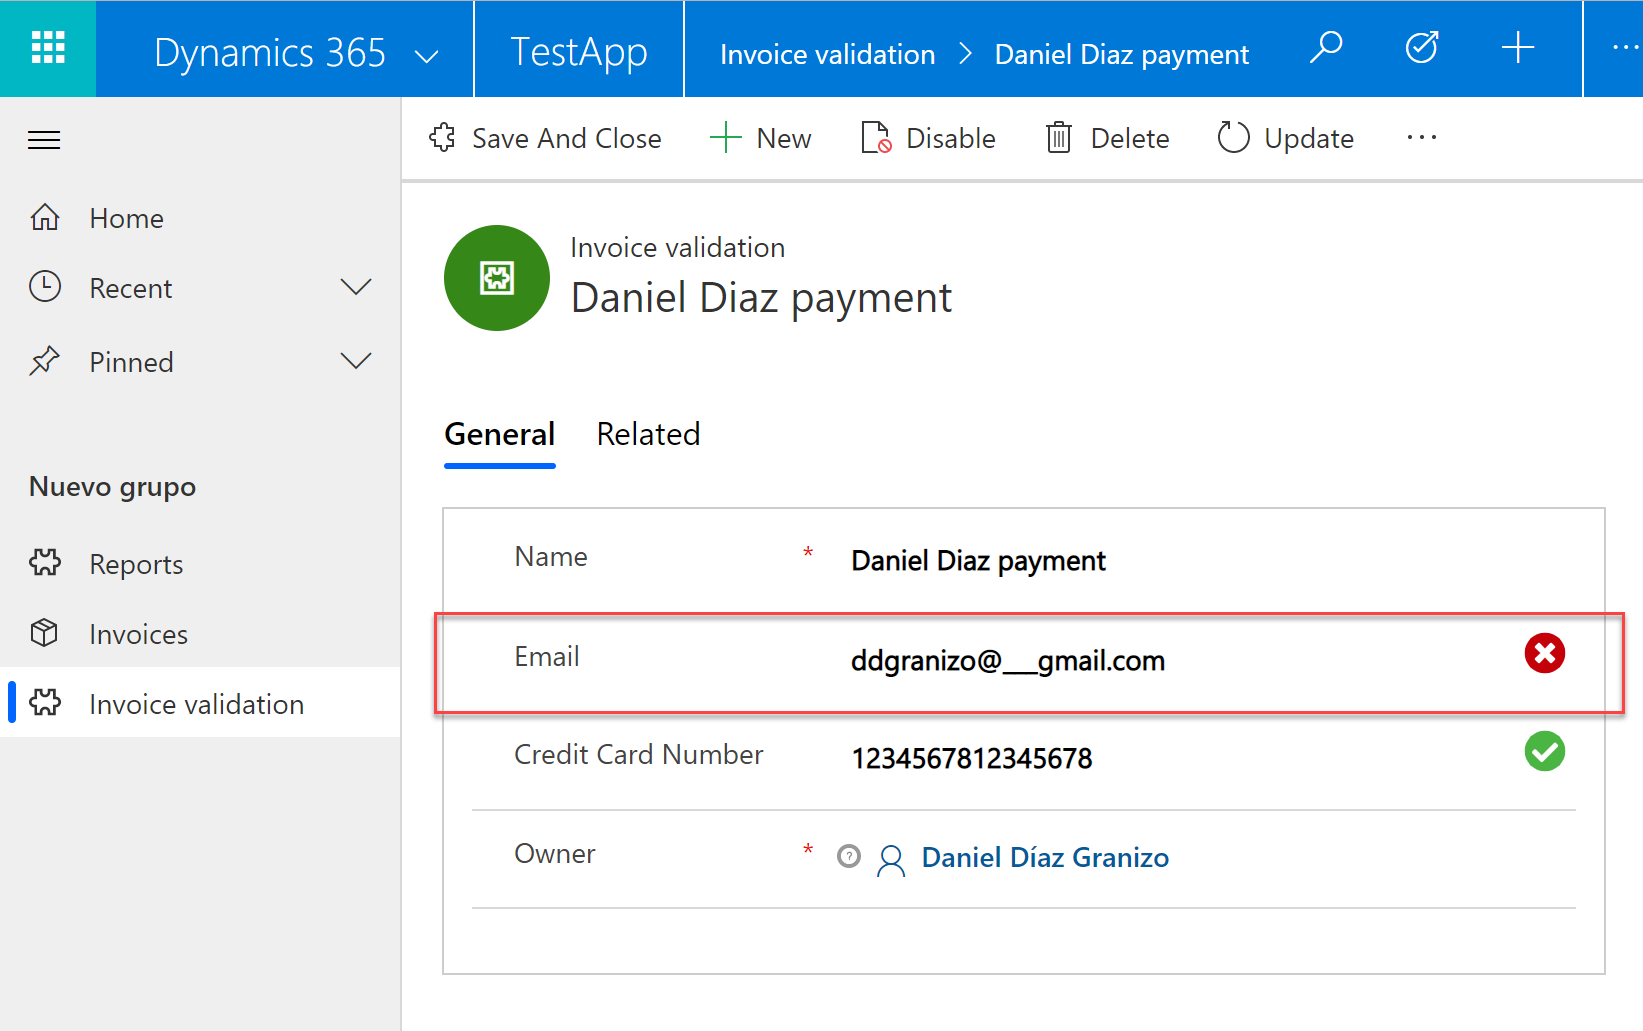 Dynamics 365
TestApp
Invoice validation > Daniel Diaz payment
Save And Close
New
Disable
Delete
Update
Home
Recent
Pinned
Nuevo grupo
Reports
Invoices
Invoice validation
Invoice validation
Daniel Diaz payment
General
Related
Name * Daniel Diaz payment
Email ddgranizo@___gmail.com
Credit Card Number 1234567812345678
Owner * Daniel Díaz Granizo